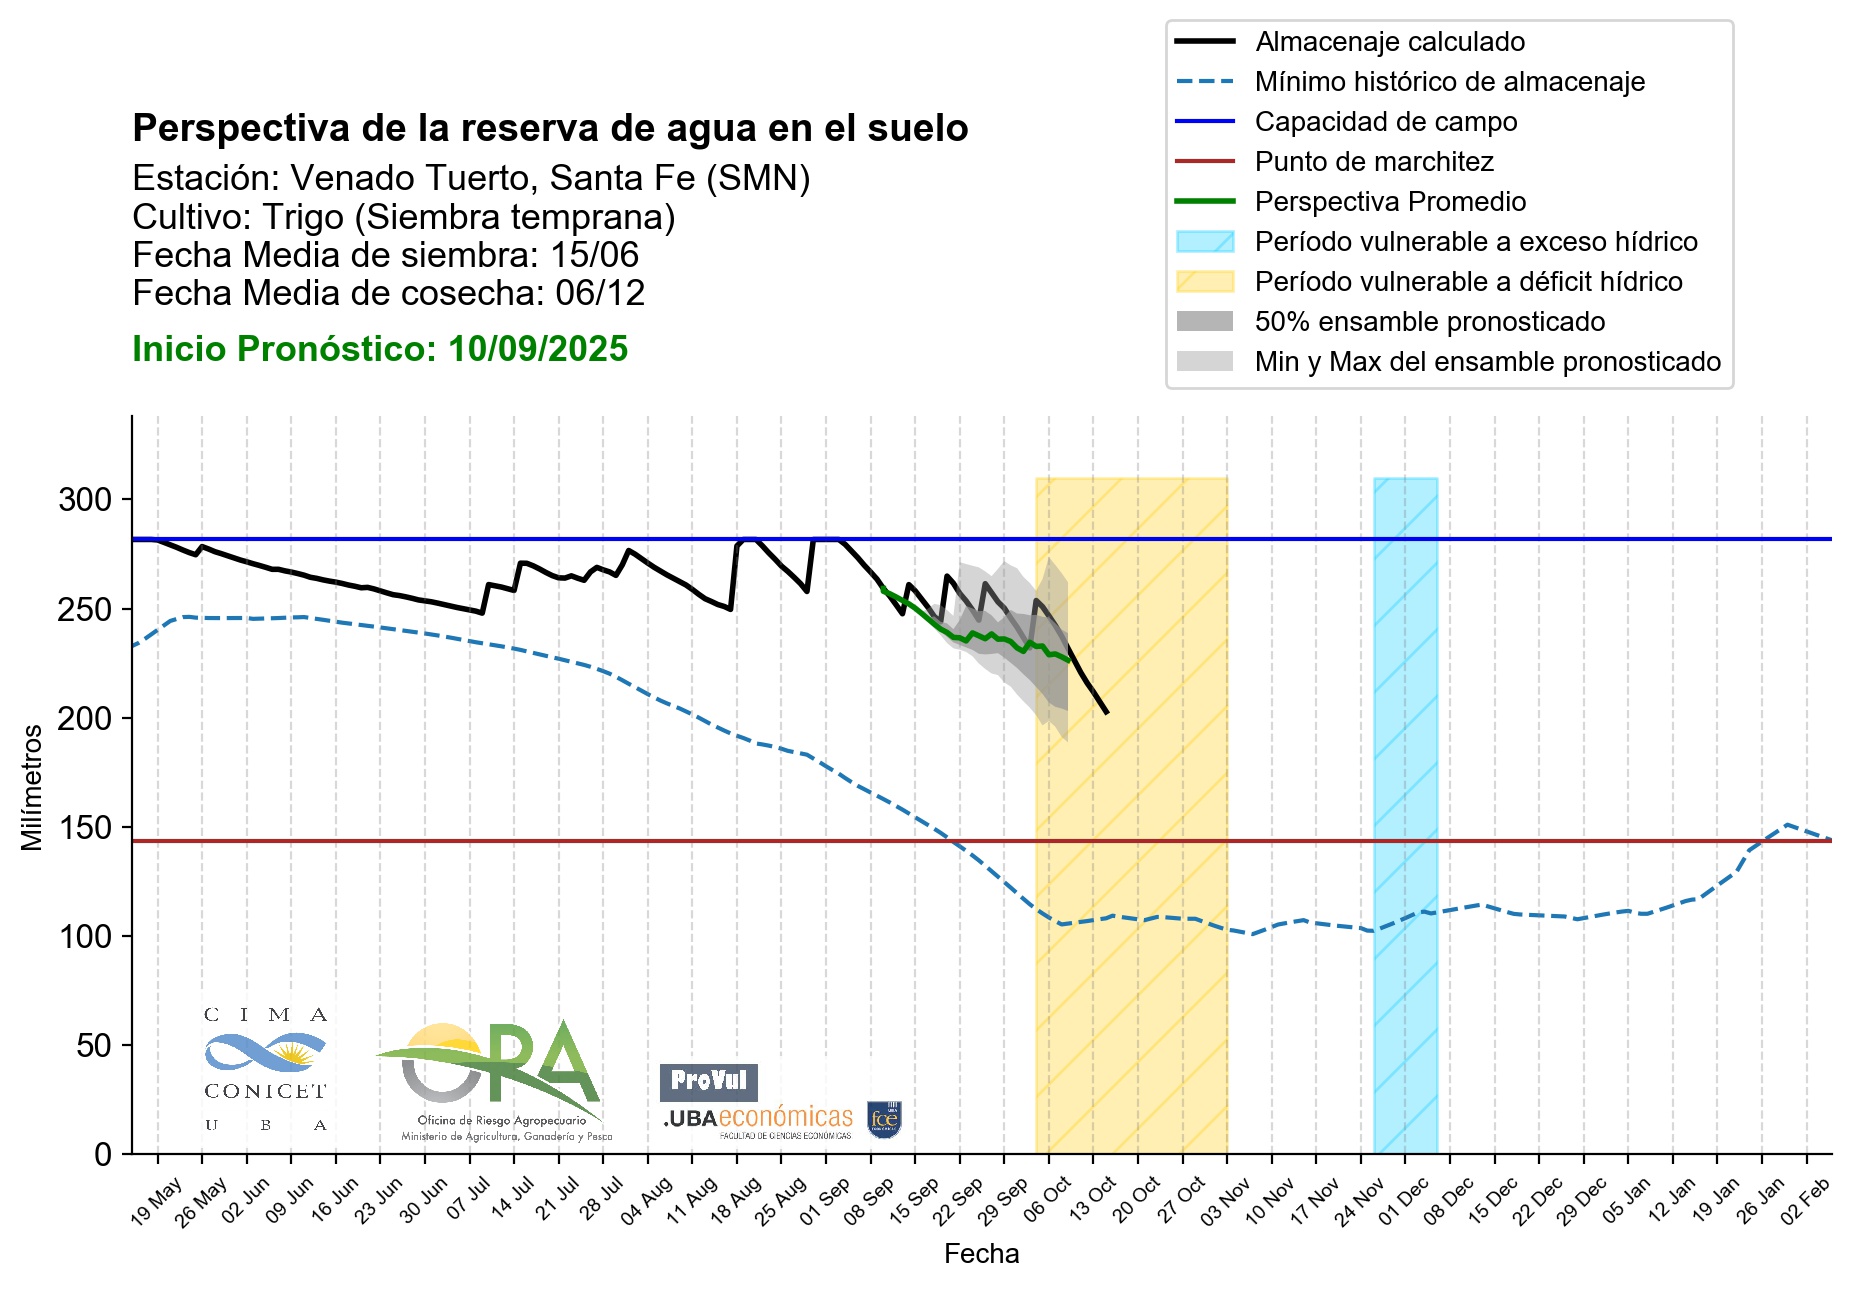 Almacenaje calculado
Mínimo histórico de almacenaje
Capacidad de campo
Punto de marchitez
Perspectiva Promedio
Período vulnerable a exceso hídrico
Período vulnerable a déficit hídrico
50% ensamble pronosticado
Min y Max del ensamble pronosticado
Perspectiva de la reserva de agua en el suelo
Estación: Venado Tuerto, Santa Fe (SMN)
Cultivo: Trigo (Siembra temprana)
Fecha Media de siembra: 15/06
Fecha Media de cosecha: 06/12
Inicio Pronóstico: 10/09/2025
Milímetros
300
250
200
150
100
50
0
CIMA
CONICET
UBA
ORA
Oficina de Riesgo Agropecuario
Ministerio de Agricultura, Ganadería y Pesca
ProVul
.UBAeconómicas
FACULTAD DE CIENCIAS ECONÓMICAS
fce
19 May
26 May
02 Jun
09 Jun
16 Jun
23 Jun
30 Jun
07 Jul
14 Jul
21 Jul
28 Jul
04 Aug
11 Aug
18 Aug
25 Aug
01 Sep
08 Sep
15 Sep
22 Sep
29 Sep
06 Oct
13 Oct
20 Oct
27 Oct
03 Nov
10 Nov
17 Nov
24 Nov
01 Dec
08 Dec
15 Dec
22 Dec
29 Dec
05 Jan
12 Jan
19 Jan
26 Jan
02 Feb
Fecha